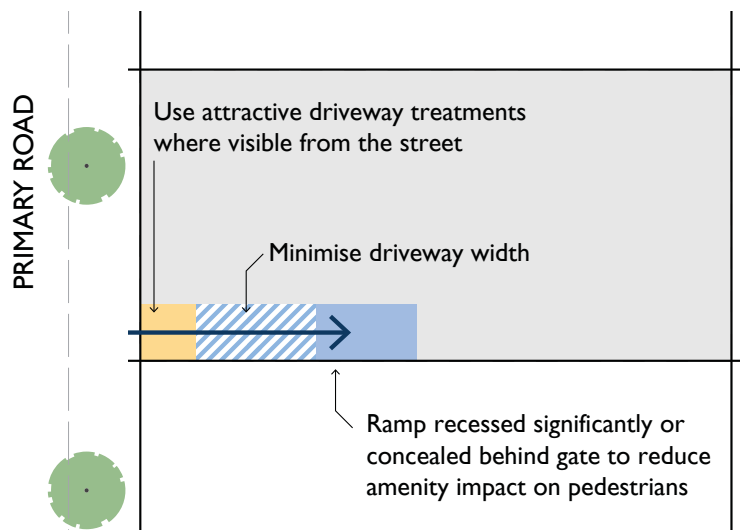 PRIMARY ROAD
Use attractive driveway treatments
where visible from the street
Minimise driveway width
Ramp recessed significantly or
concealed behind gate to reduce
amenity impact on pedestrians